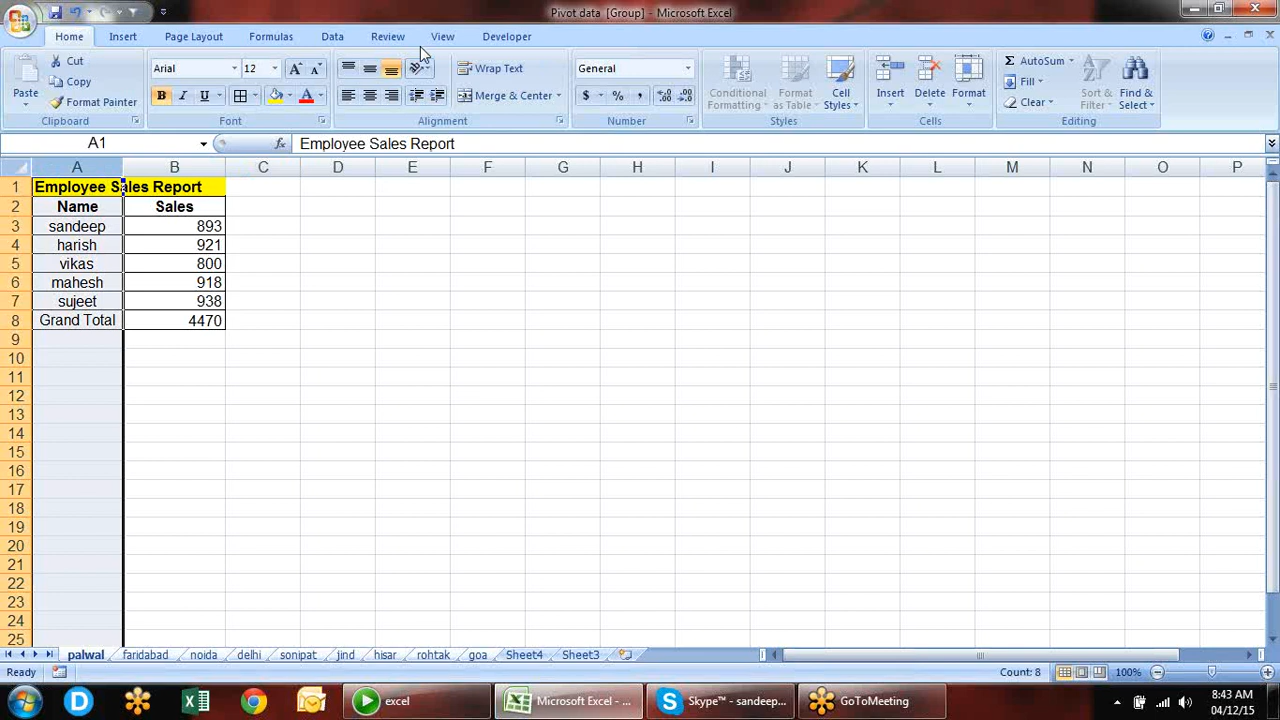 Pivot data  [Group] - Microsoft Excel
Home Insert Page Layout Formulas Data Review View Developer
Paste Cut Copy Format Painter
Clipboard
Arial 12 A A
B I U A
Font
Wrap Text
Merge & Center
Alignment
General
$ % , .0 .00 .00 .0
Number
Conditional Formatting Format as Table Cell Styles
Styles
Insert Delete Format
Cells
Σ AutoSum Fill Clear Sort & Filter Find & Select
Editing
A1 fx Employee Sales Report
A B C D E F G H I J K L M N O P
1 Employee Sales Report
2 Name Sales
3 sandeep 893
4 harish 921
5 vikas 800
6 mahesh 918
7 sujeet 938
8 Grand Total 4470
9
10
11
12
13
14
15
16
17
18
19
20
21
22
23
24
25
palwal faridabad noida delhi sonipat jind hisar rohtak goa Sheet4 Sheet3
Ready Count: 8 100%
D excel Microsoft Excel - ... Skype™ - sandeep... GoToMeeting
8:43 AM
04/12/15